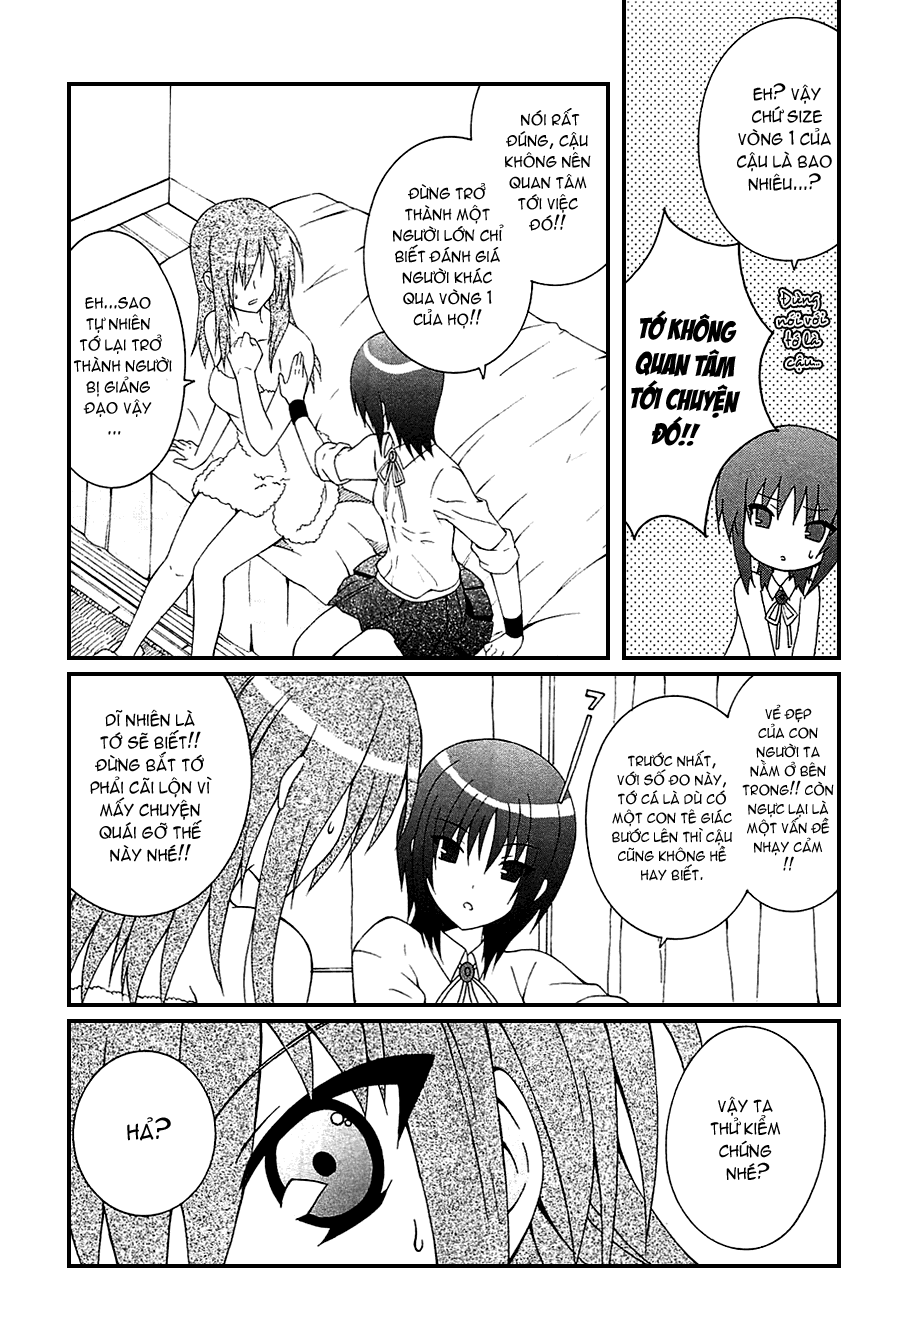 EH? VẬY
CHỨ SIZE
VÒNG 1 CỦA
CẬU LÀ BAO
NHIÊU...?
Đừng
nói với
tớ là
cậu...
TỚ KHÔNG
QUAN TÂM
TỚI CHUYỆN
ĐÓ!!
NÓI RẤT
ĐÚNG, CẬU
KHÔNG NÊN
QUAN TÂM
TỚI VIỆC
ĐÓ!!
ĐỪNG TRỞ
THÀNH MỘT
NGƯỜI LỚN CHỈ
BIẾT ĐÁNH GIÁ
NGƯỜI KHÁC
QUA VÒNG 1
CỦA HỌ!!
EH...SAO
TỰ NHIÊN
TỚ LẠI TRỞ
THÀNH NGƯỜI
BỊ GIẢNG
ĐẠO VẬY
...
VẺ ĐẸP
CỦA CON
NGƯỜI TA
NẰM Ở BÊN
TRONG!! CÒN
NGỰC LẠI LÀ
MỘT VẤN ĐỀ
NHẠY CẢM
!!
TRƯỚC NHẤT,
VỚI SỐ ĐO NÀY,
TỚ CÁ LÀ DÙ CÓ
MỘT CON TÊ GIÁC
BƯỚC LÊN THÌ CẬU
CŨNG KHÔNG HỀ
HAY BIẾT.
フ
DĨ NHIÊN LÀ
TỚ SẼ BIẾT!!
ĐỪNG BẮT TỚ
PHẢI CÃI LỘN VÌ
MẤY CHUYỆN
QUÁI GỞ THẾ
NÀY NHÉ!!
VẬY TA
THỬ KIỂM
CHỨNG
NHÉ?
HẢ?